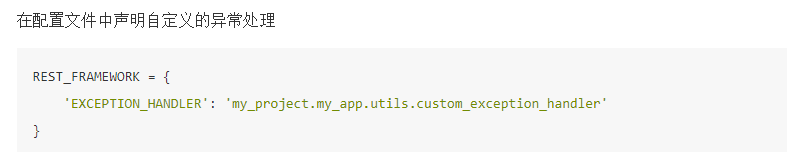 在配置文件中声明自定义的异常处理
REST_FRAMEWORK = {
    'EXCEPTION_HANDLER': 'my_project.my_app.utils.custom_exception_handler'
}